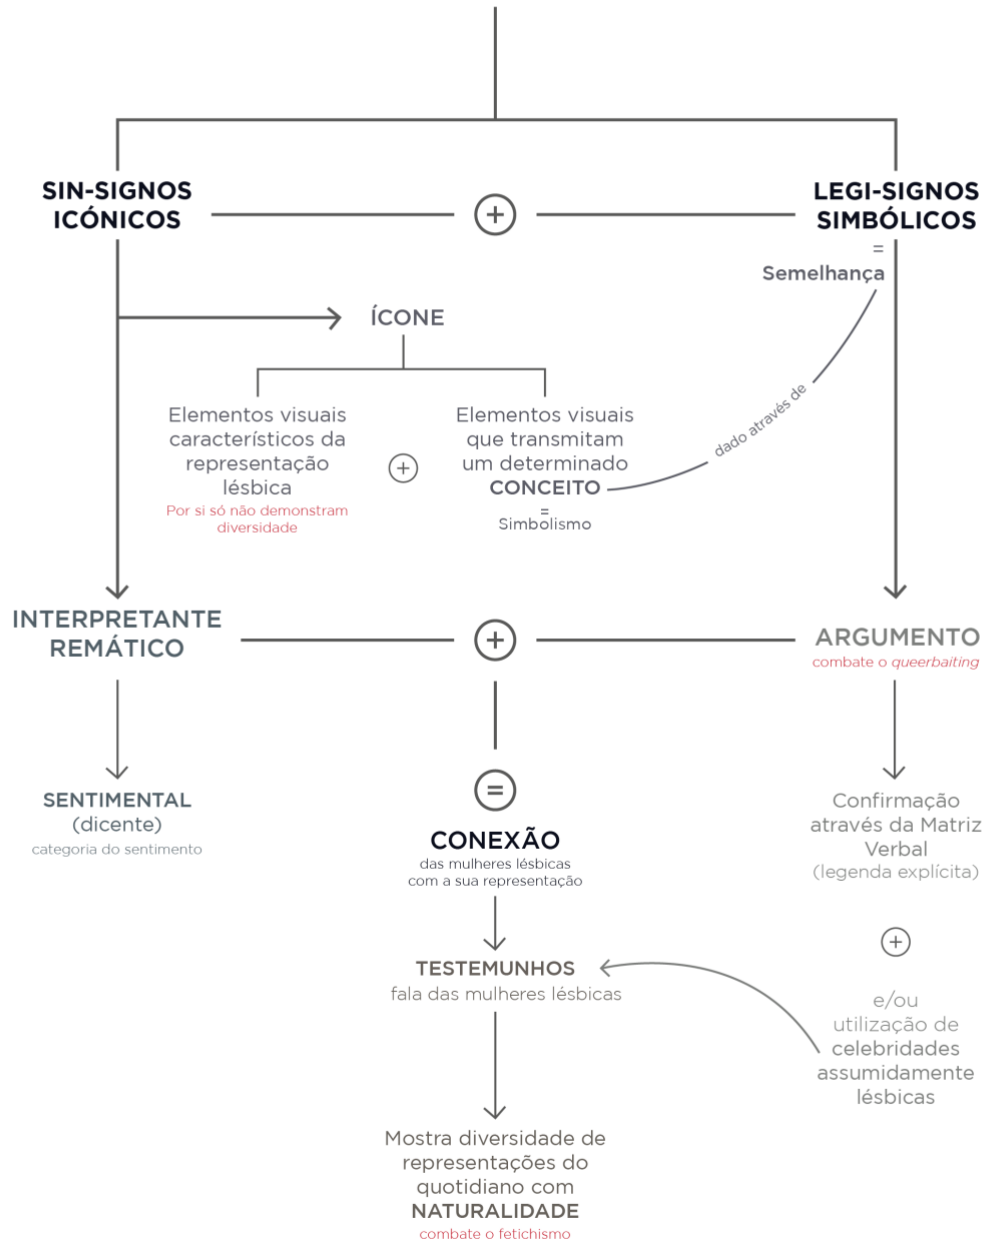 SIN-SIGNOS
ICÓNICOS
+
LEGI-SIGNOS
SIMBÓLICOS
=
Semelhança
ÍCONE
Elementos visuais
característicos da
representação
lésbica
Por si só não demonstram
diversidade
+
Elementos visuais
que transmitam
um determinado
CONCEITO
=
Simbolismo
dado através de
INTERPRETANTE
REMÁTICO
+
ARGUMENTO
combate o queerbaiting
SENTIMENTAL
(dicente)
categoria do sentimento
=
CONEXÃO
das mulheres lésbicas
com a sua representação
Confirmação
através da Matriz
Verbal
(legenda explícita)
+
e/ou
utilização de
celebridades
assumidamente
lésbicas
TESTEMUNHOS
fala das mulheres lésbicas
Mostra diversidade de
representações do
quotidiano com
NATURALIDADE
combate o fetichismo